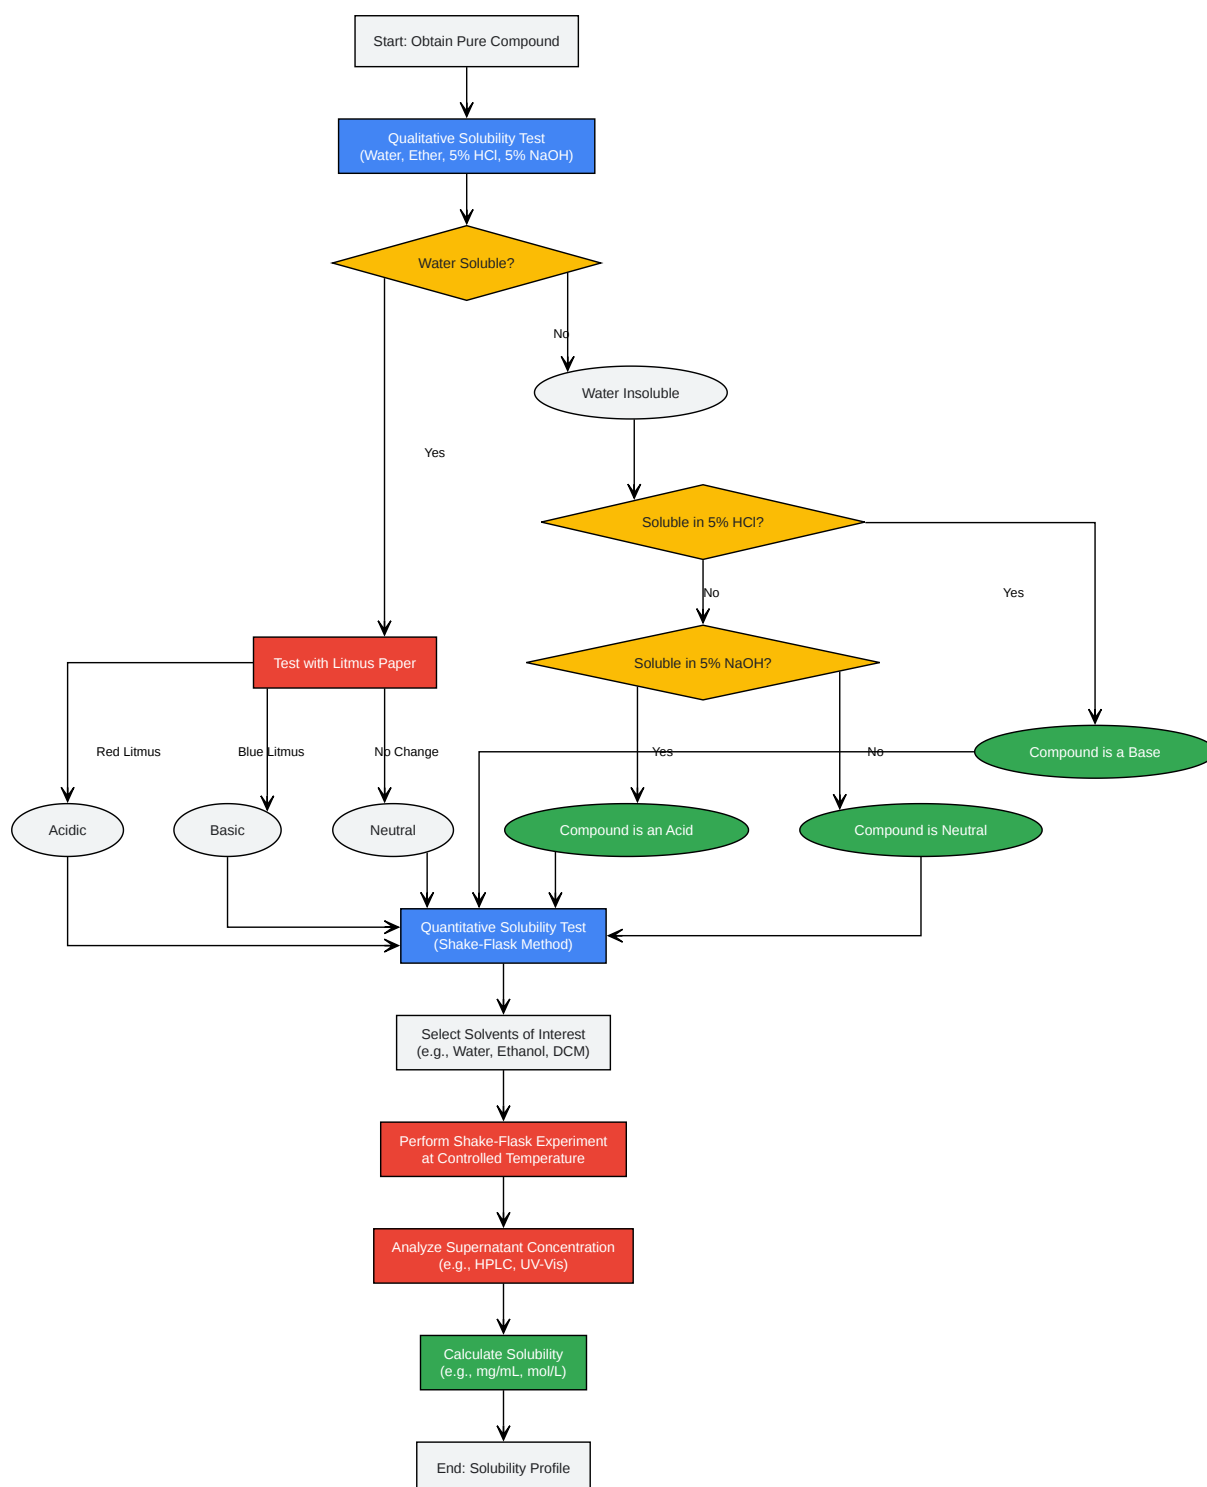 Start: Obtain Pure Compound
Qualitative Solubility Test
(Water, Ether, 5% HCl, 5% NaOH)
Water Soluble?
No
Water Insoluble
Yes
Soluble in 5% HCl?
No
Yes
Test with Litmus Paper
Soluble in 5% NaOH?
Red Litmus
Blue Litmus
No Change
Yes
No
Compound is a Base
Acidic
Basic
Neutral
Compound is an Acid
Compound is Neutral
Quantitative Solubility Test
(Shake-Flask Method)
Select Solvents of Interest
(e.g., Water, Ethanol, DCM)
Perform Shake-Flask Experiment
at Controlled Temperature
Analyze Supernatant Concentration
(e.g., HPLC, UV-Vis)
Calculate Solubility
(e.g., mg/mL, mol/L)
End: Solubility Profile